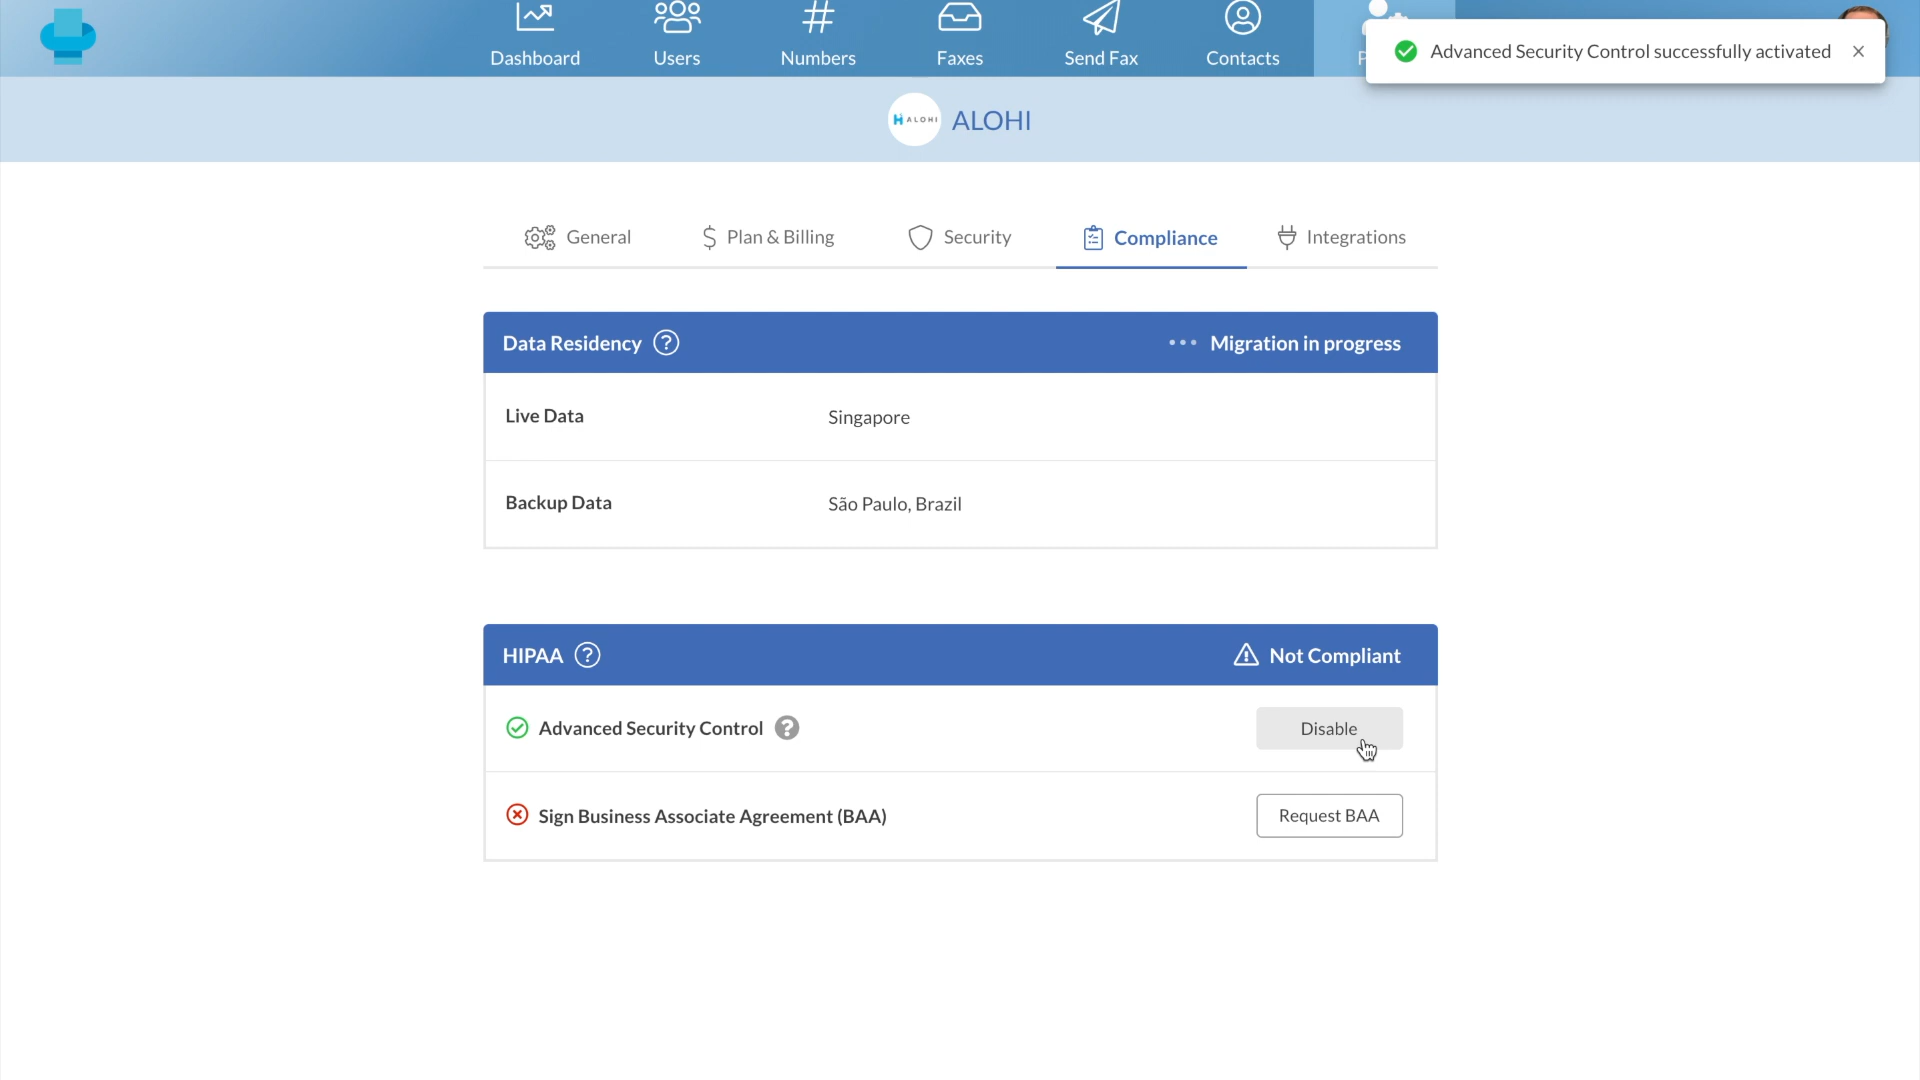 Dashboard
Users
Numbers
Faxes
Send Fax
Contacts
Advanced Security Control successfully activated
ALOHI
ALOHI
General
Plan & Billing
Security
Compliance
Integrations
Data Residency
Migration in progress
Live Data
Singapore
Backup Data
São Paulo, Brazil
HIPAA
Not Compliant
Advanced Security Control
Disable
Sign Business Associate Agreement (BAA)
Request BAA